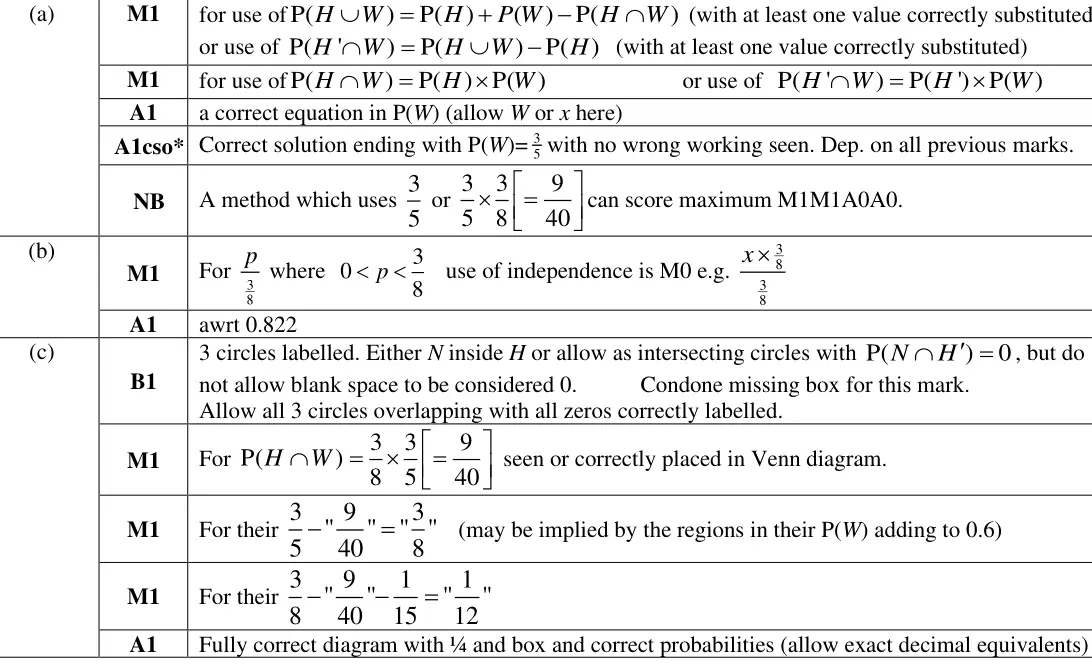 (a) M1 for use of P(H ∪ W) = P(H) + P(W) − P(H ∩ W) (with at least one value correctly substituted
or use of P(H '∩ W) = P(H ∪ W) − P(H) (with at least one value correctly substituted)
M1 for use of P(H ∩ W) = P(H) × P(W) or use of P(H '∩ W) = P(H ') × P(W)
A1 a correct equation in P(W) (allow W or x here)
A1cso* Correct solution ending with P(W)= 3/5 with no wrong working seen. Dep. on all previous marks.
NB A method which uses 3/5 or 3/5 × 3/8 [= 9/40] can score maximum M1M1A0A0.
(b) M1 For p/(3/8) where 0 < p < 3/8 use of independence is M0 e.g. (x × 3/8)/(3/8)
A1 awrt 0.822
(c) B1 3 circles labelled. Either N inside H or allow as intersecting circles with P(N ∩ H′) = 0, but do
not allow blank space to be considered 0. Condone missing box for this mark.
Allow all 3 circles overlapping with all zeros correctly labelled.
M1 For P(H ∩ W) = 3/8 × 3/5 [= 9/40] seen or correctly placed in Venn diagram.
M1 For their 3/5 − "9/40" = "3/8" (may be implied by the regions in their P(W) adding to 0.6)
M1 For their 3/8 − "9/40" − 1/15 = "1/12"
A1 Fully correct diagram with ¼ and box and correct probabilities (allow exact decimal equivalents)